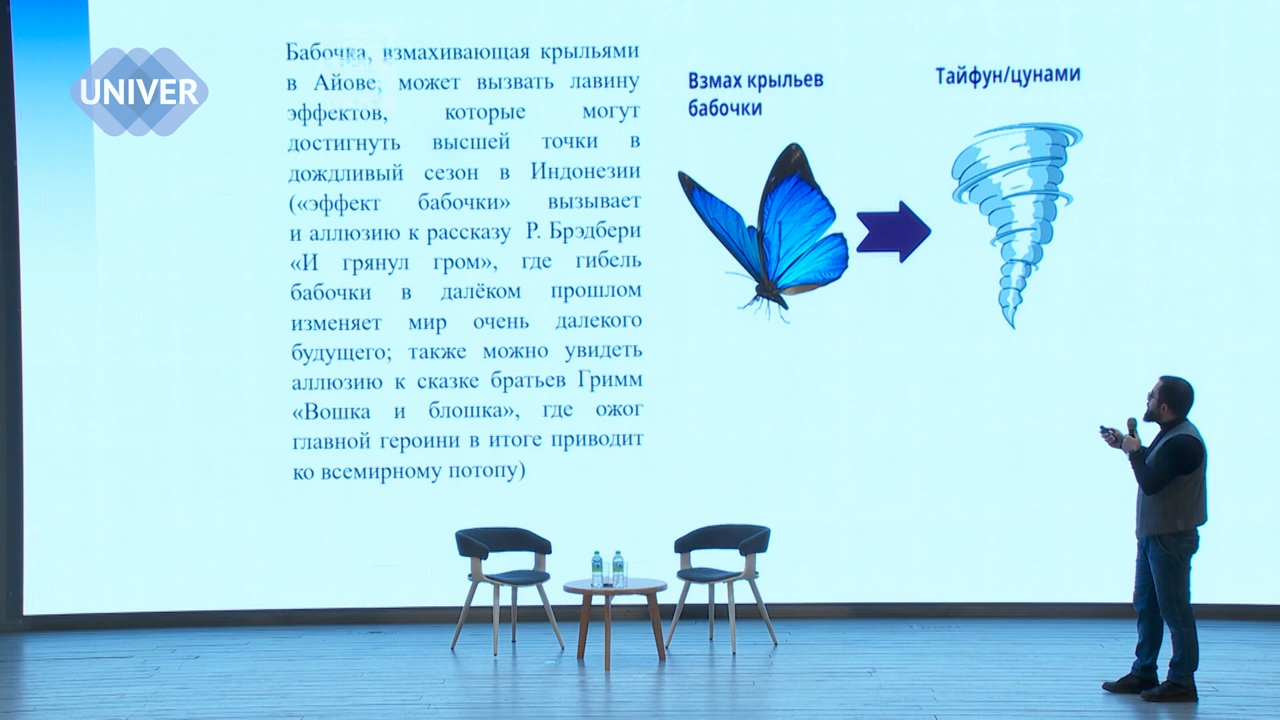 UNIVER
Бабочка, взмахивающая крыльями
в Айове, может вызвать лавину
эффектов, которые могут
достигнуть высшей точки в
дождливый сезон в Индонезии
(«эффект бабочки» вызывает
и аллюзию к рассказу Р. Брэдбери
«И грянул гром», где гибель
бабочки в далёком прошлом
изменяет мир очень далекого
будущего; также можно увидеть
аллюзию к сказке братьев Гримм
«Вошка и блошка», где ожог
главной героини в итоге приводит
ко всемирному потопу)
Взмах крыльев
бабочки
Тайфун/цунами